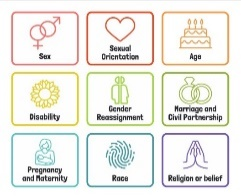 Sex
Sexual
Orientation
Age
Disability
Gender
Reassignment
Marriage and
Civil Partnership
Pregnancy
and Maternity
Race
Religion or belief